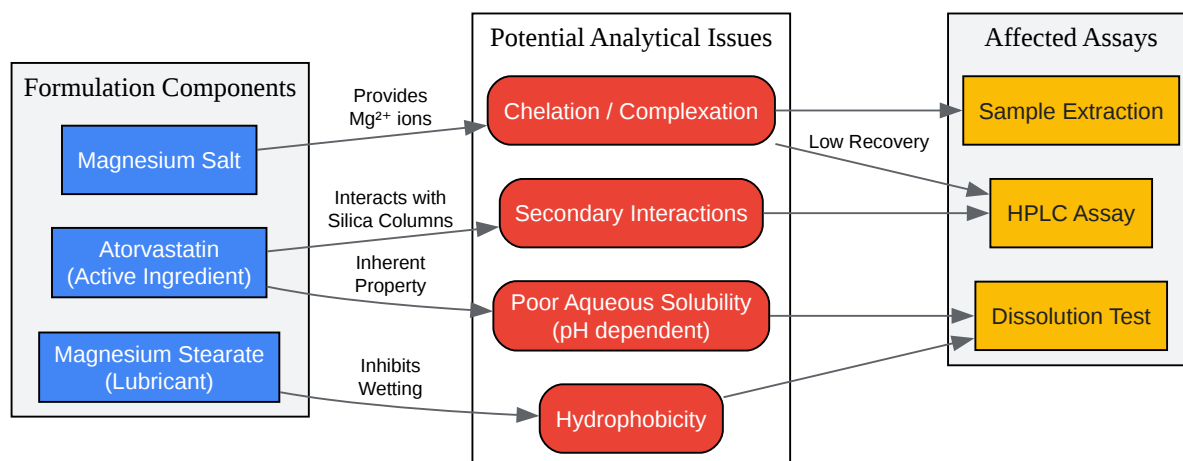 Formulation Components
Magnesium Salt
Atorvastatin
(Active Ingredient)
Magnesium Stearate
(Lubricant)
Provides
Mg²⁺ ions
Interacts with
Silica Columns
Inherent
Property
Inhibits
Wetting
Potential Analytical Issues
Chelation / Complexation
Secondary Interactions
Poor Aqueous Solubility
(pH dependent)
Hydrophobicity
Low Recovery
Affected Assays
Sample Extraction
HPLC Assay
Dissolution Test